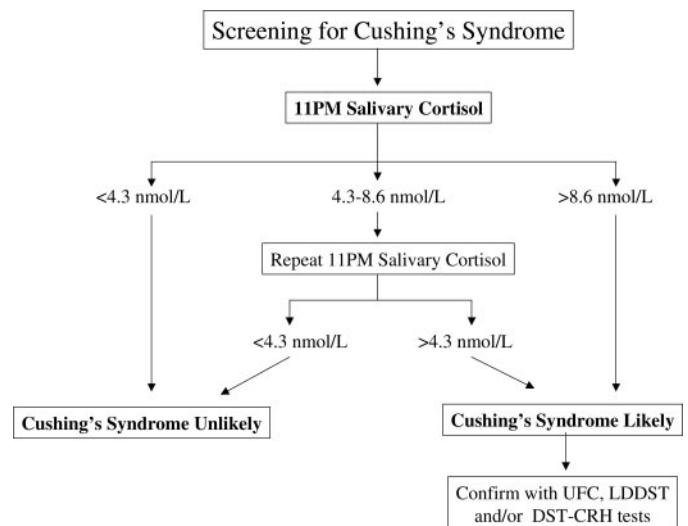 Screening for Cushing's Syndrome
11PM Salivary Cortisol
<4.3 nmol/L
4.3-8.6 nmol/L
>8.6 nmol/L
Repeat 11PM Salivary Cortisol
<4.3 nmol/L
>4.3 nmol/L
Cushing's Syndrome Unlikely
Cushing's Syndrome Likely
Confirm with UFC, LDDST
and/or DST-CRH tests